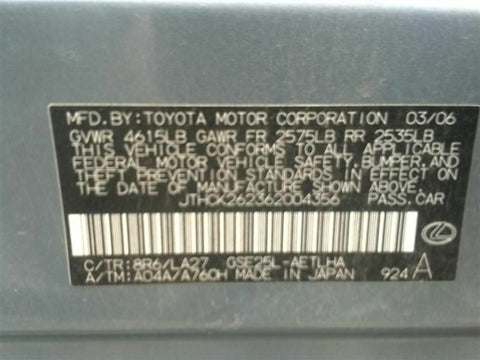 MFD.BY:TOYOTA MOTOR CORPORATION 03/06
GVWR 4615LB GAWR FR 2575LB RR 2535LB
THIS VEHICLE CONFORMS TO ALL APPLICABLE
FEDERAL MOTOR VEHICLE SAFETY,BUMPER,AND
THEFT PREVENTION STANDARDS IN EFFECT ON
THE DATE OF MANUFACTURE SHOWN ABOVE.
JTHCK262362004356 PASS.CAR
C/TR:8R6/LA27 GSE25L-AETLHA
A/TM:A04A/A760H MADE IN JAPAN 924 A